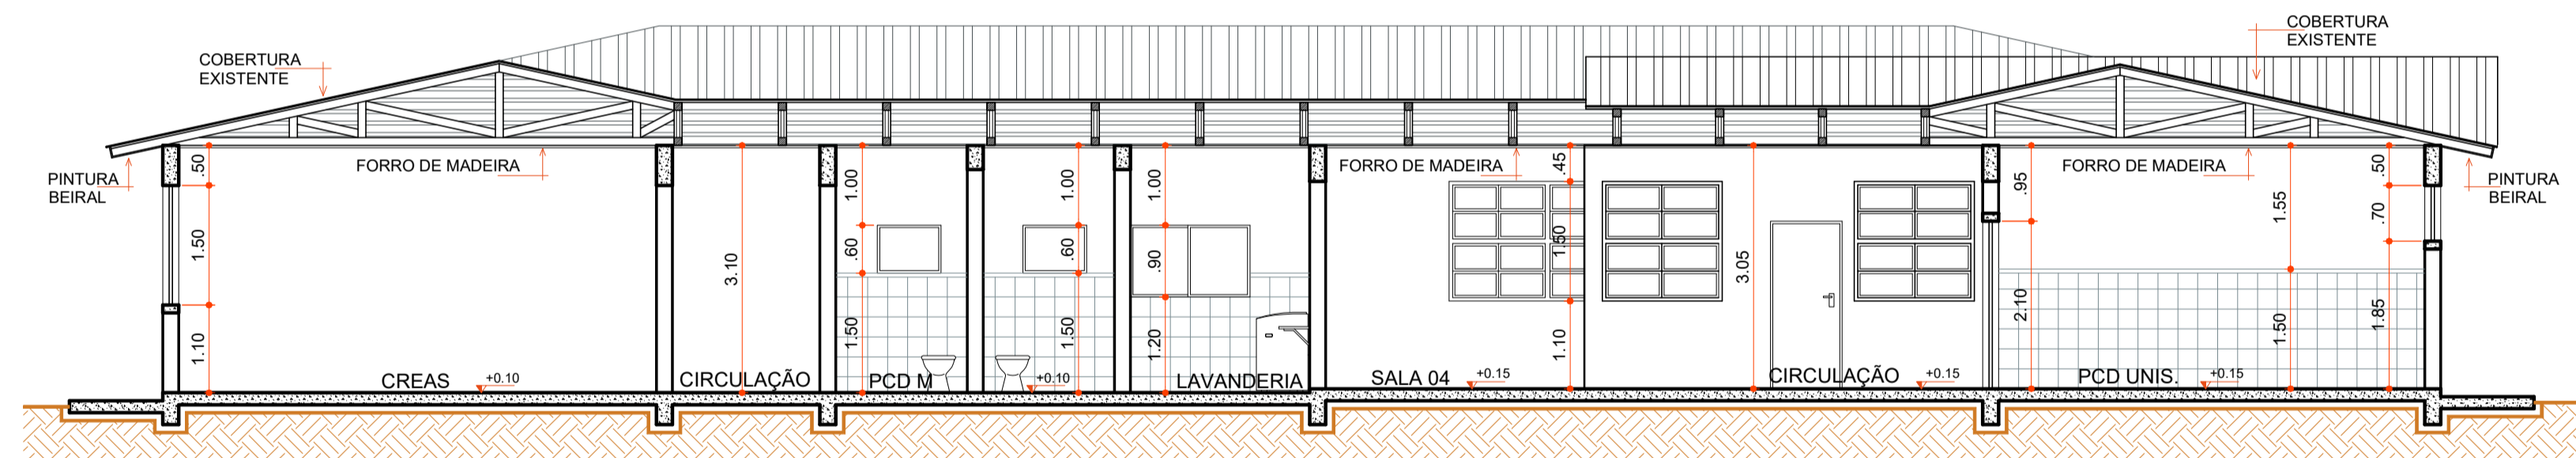 COBERTURA
EXISTENTE
COBERTURA
EXISTENTE
PINTURA
BEIRAL
FORRO DE MADEIRA
FORRO DE MADEIRA
FORRO DE MADEIRA
PINTURA
BEIRAL
.50
1.50
1.10
3.10
1.00
.60
1.50
1.00
.60
1.50
1.00
.90
1.20
.45
1.50
1.10
3.05
.95
2.10
1.55
1.50
.50
.70
1.85
CREAS
+0.10
CIRCULAÇÃO
PCD M
+0.10
LAVANDERIA
SALA 04
+0.15
CIRCULAÇÃO
+0.15
PCD UNIS.
+0.15